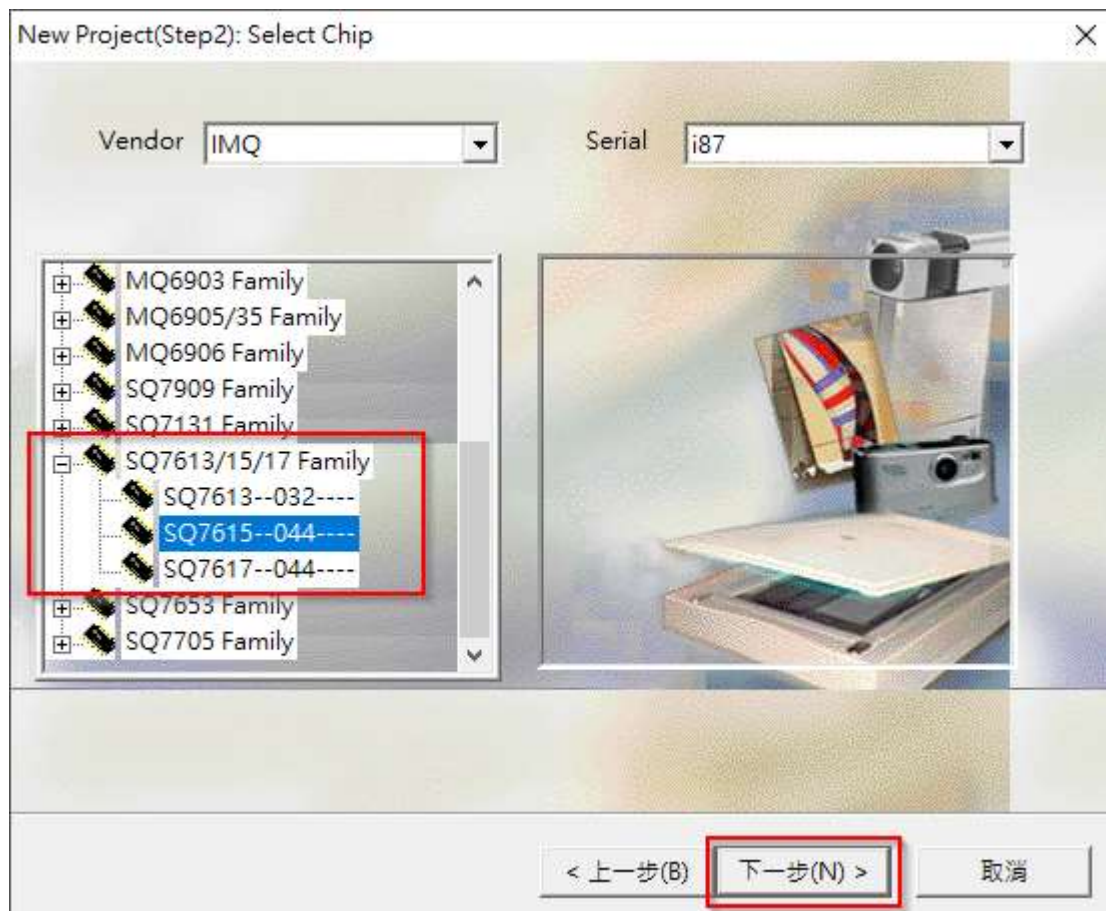 New Project(Step2): Select Chip
Vendor IMQ Serial i87
MQ6903 Family
MQ6905/35 Family
MQ6906 Family
SQ7909 Family
SQ7131 Family
SQ7613/15/17 Family
SQ7613--032----
SQ7615--044----
SQ7617--044----
SQ7653 Family
SQ7705 Family
< 上一步(B) 下一步(N) > 取消